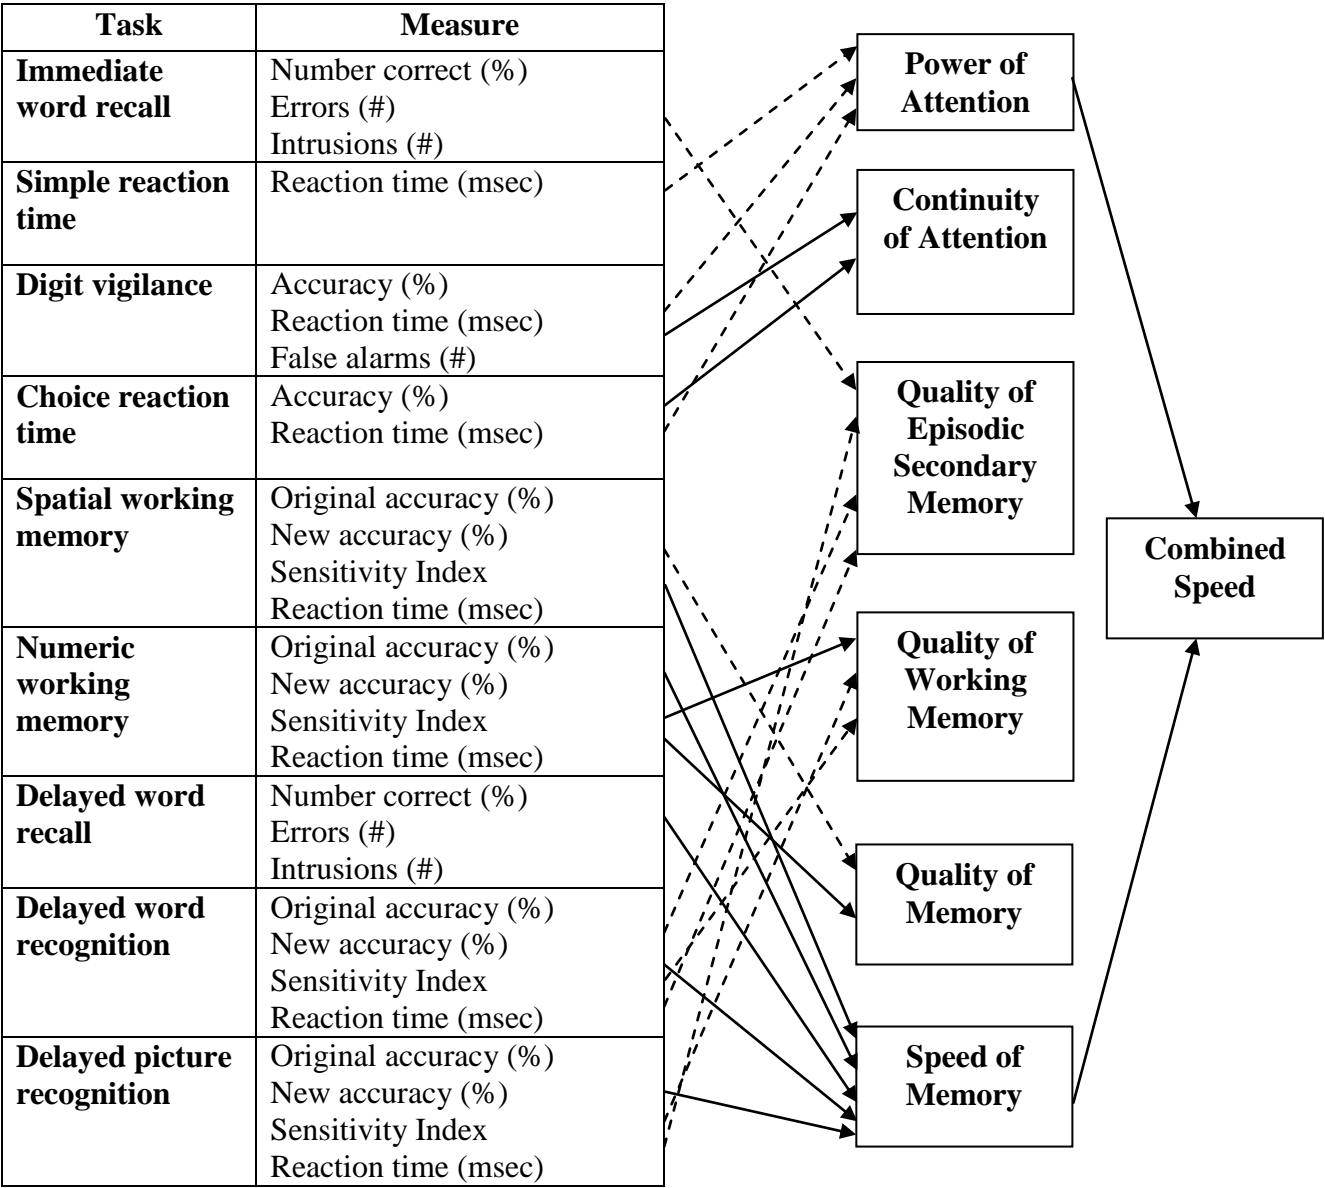 Task Measure
Immediate
word recall
Number correct (%)
Errors (#)
Intrusions (#)
Simple reaction
time
Reaction time (msec)
Digit vigilance
Accuracy (%)
Reaction time (msec)
False alarms (#)
Choice reaction
time
Accuracy (%)
Reaction time (msec)
Spatial working
memory
Original accuracy (%)
New accuracy (%)
Sensitivity Index
Reaction time (msec)
Numeric
working
memory
Original accuracy (%)
New accuracy (%)
Sensitivity Index
Reaction time (msec)
Delayed word
recall
Number correct (%)
Errors (#)
Intrusions (#)
Delayed word
recognition
Original accuracy (%)
New accuracy (%)
Sensitivity Index
Reaction time (msec)
Delayed picture
recognition
Original accuracy (%)
New accuracy (%)
Sensitivity Index
Reaction time (msec)
Power of
Attention
Continuity
of Attention
Quality of
Episodic
Secondary
Memory
Quality of
Working
Memory
Quality of
Memory
Speed of
Memory
Combined
Speed